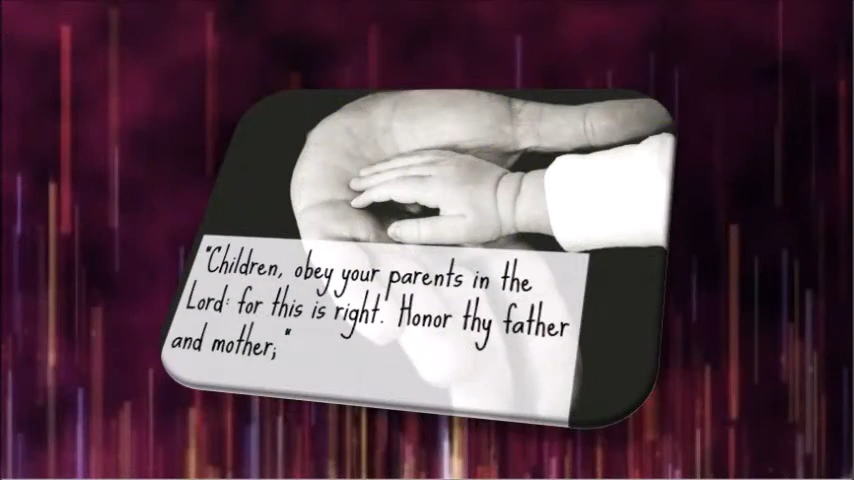 "Children, obey your parents in the
Lord: for this is right. Honor thy father
and mother;"